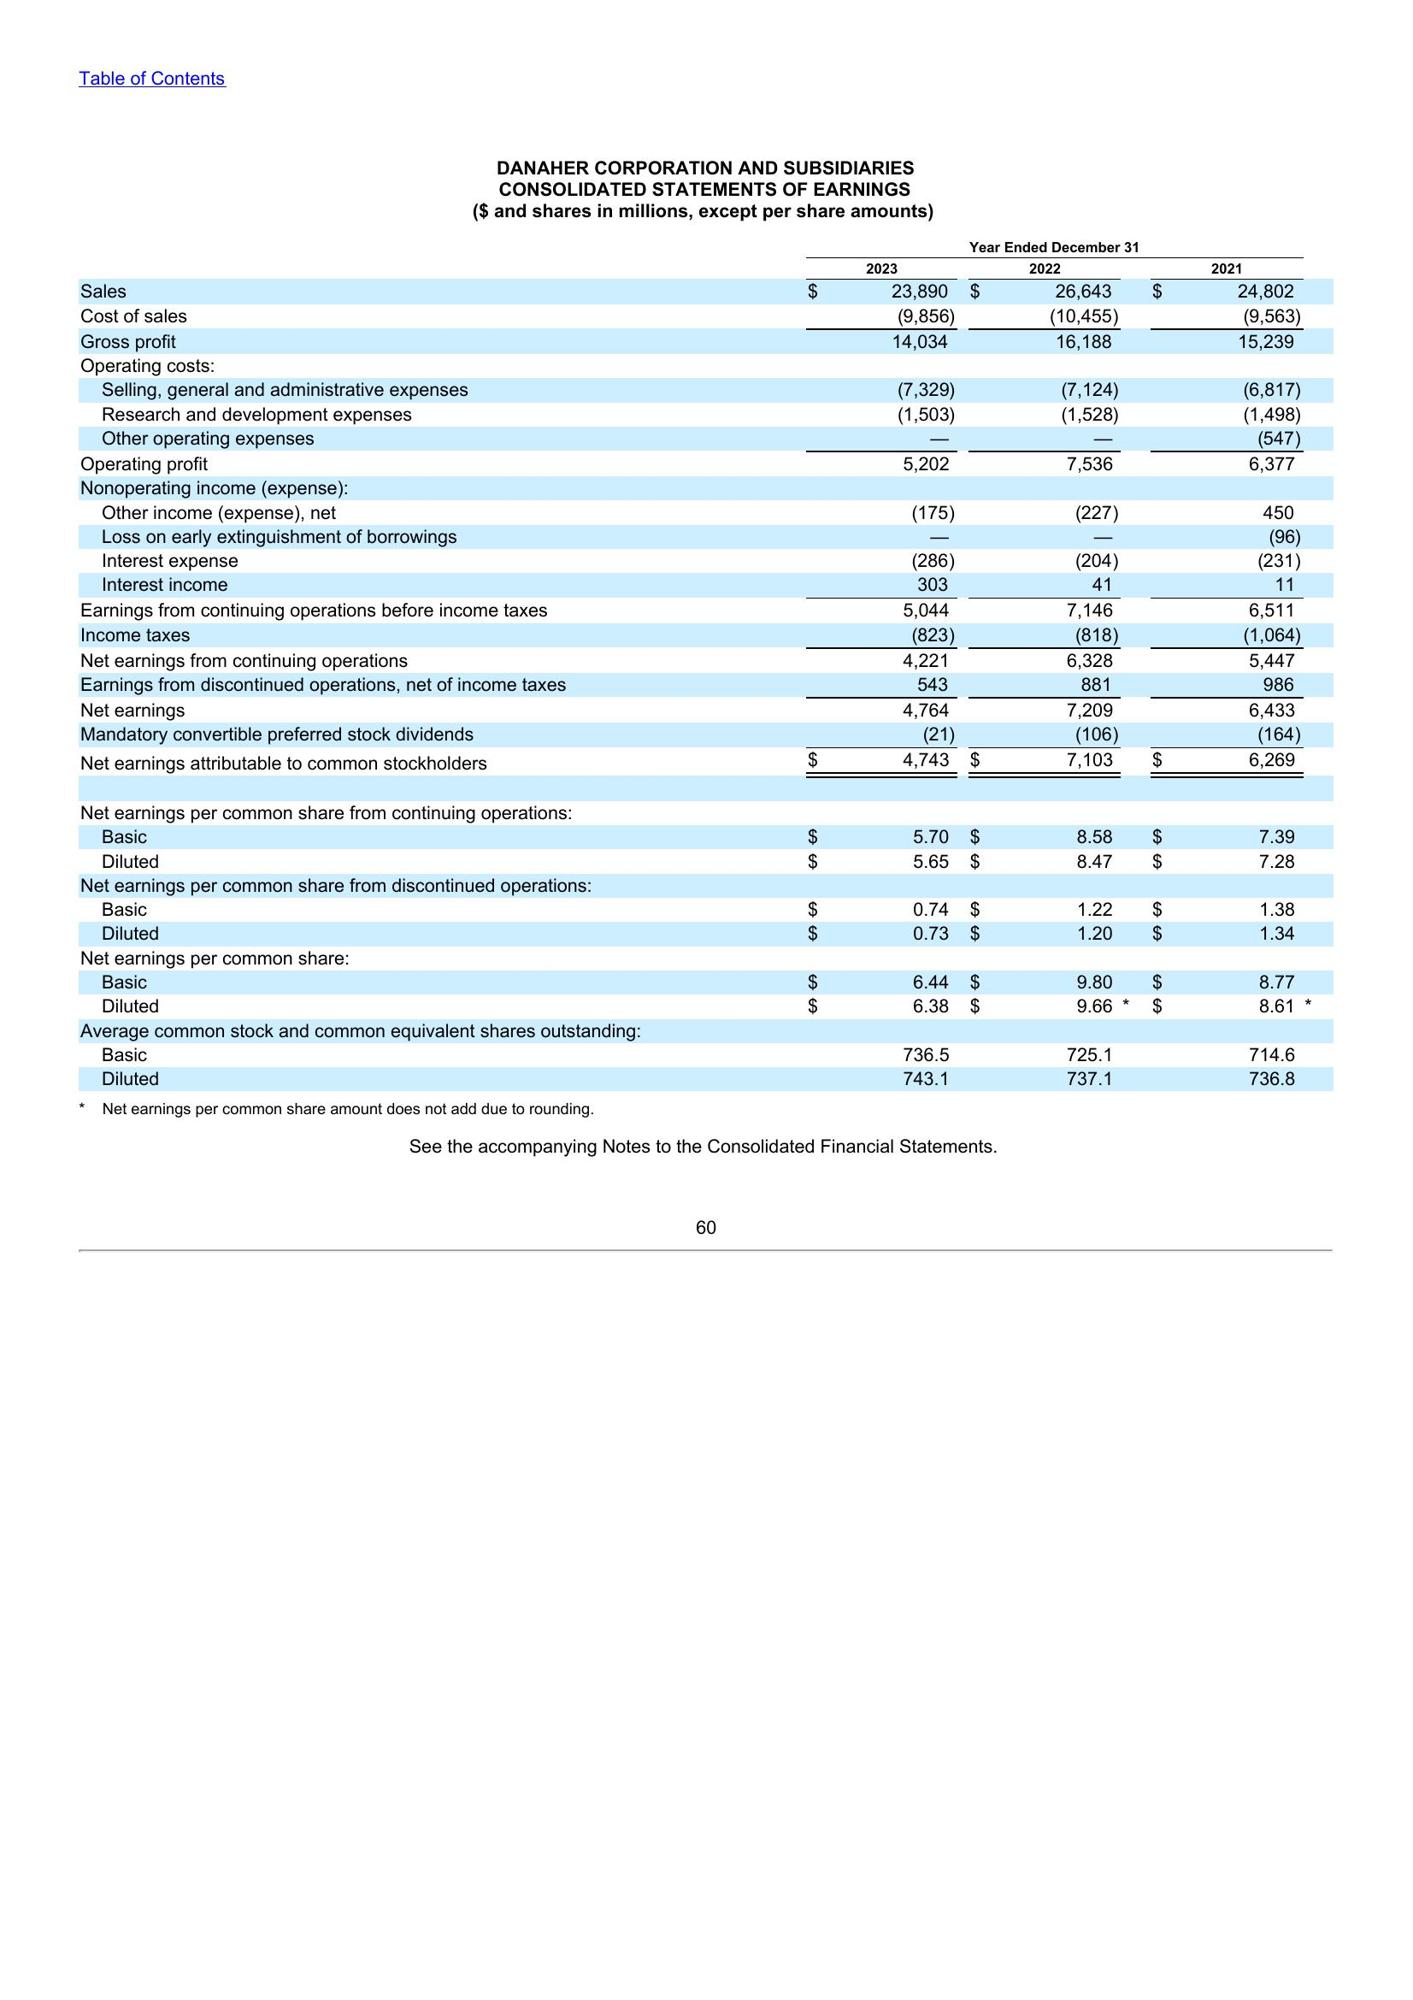 Table of Contents
DANAHER CORPORATION AND SUBSIDIARIES
CONSOLIDATED STATEMENTS OF EARNINGS
($ and shares in millions, except per share amounts)
Year Ended December 31
2023 2022 2021
Sales $ 23,890 $ 26,643 $ 24,802
Cost of sales (9,856) (10,455) (9,563)
Gross profit 14,034 16,188 15,239
Operating costs:
Selling, general and administrative expenses (7,329) (7,124) (6,817)
Research and development expenses (1,503) (1,528) (1,498)
Other operating expenses — — (547)
Operating profit 5,202 7,536 6,377
Nonoperating income (expense):
Other income (expense), net (175) (227) 450
Loss on early extinguishment of borrowings — — (96)
Interest expense (286) (204) (231)
Interest income 303 41 11
Earnings from continuing operations before income taxes 5,044 7,146 6,511
Income taxes (823) (818) (1,064)
Net earnings from continuing operations 4,221 6,328 5,447
Earnings from discontinued operations, net of income taxes 543 881 986
Net earnings 4,764 7,209 6,433
Mandatory convertible preferred stock dividends (21) (106) (164)
Net earnings attributable to common stockholders $ 4,743 $ 7,103 $ 6,269
Net earnings per common share from continuing operations:
Basic $ 5.70 $ 8.58 $ 7.39
Diluted $ 5.65 $ 8.47 $ 7.28
Net earnings per common share from discontinued operations:
Basic $ 0.74 $ 1.22 $ 1.38
Diluted $ 0.73 $ 1.20 $ 1.34
Net earnings per common share:
Basic $ 6.44 $ 9.80 $ 8.77
Diluted $ 6.38 $ 9.66 * $ 8.61 *
Average common stock and common equivalent shares outstanding:
Basic 736.5 725.1 714.6
Diluted 743.1 737.1 736.8
* Net earnings per common share amount does not add due to rounding.
See the accompanying Notes to the Consolidated Financial Statements.
60